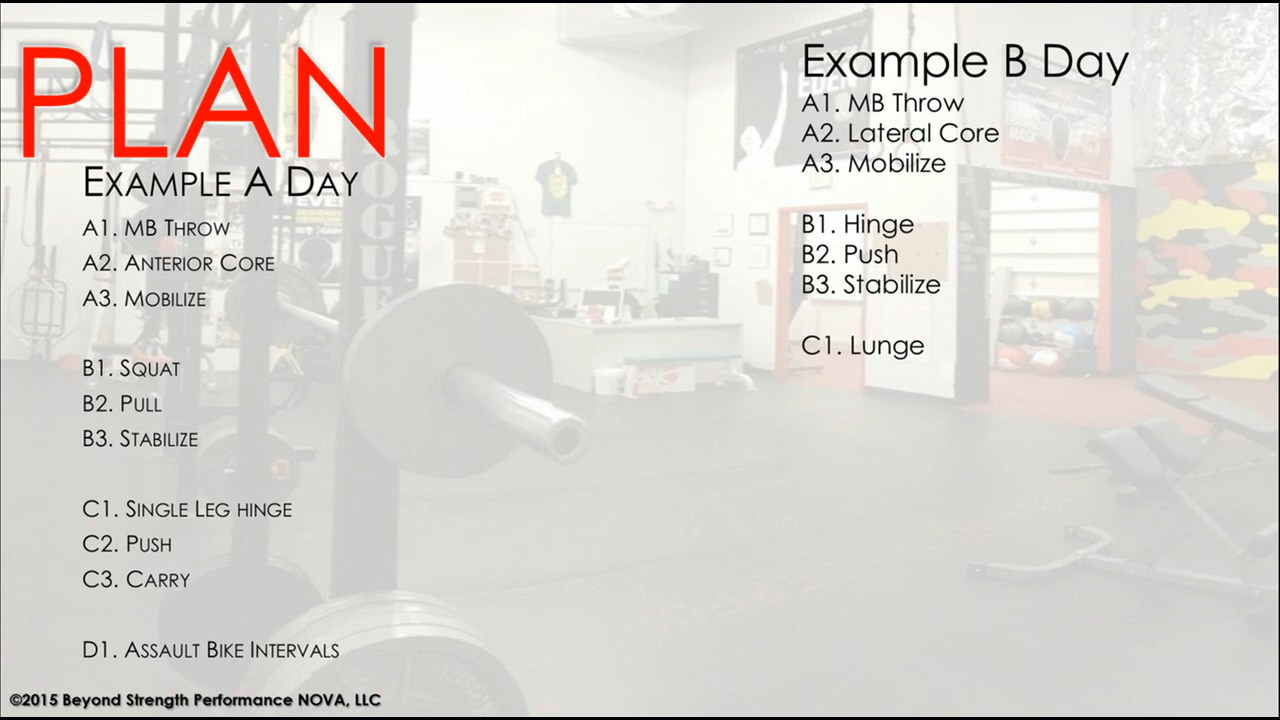 PLAN
EXAMPLE A DAY
A1. MB THROW
A2. ANTERIOR CORE
A3. MOBILIZE
B1. SQUAT
B2. PULL
B3. STABILIZE
C1. SINGLE LEG HINGE
C2. PUSH
C3. CARRY
D1. ASSAULT BIKE INTERVALS
Example B Day
A1. MB Throw
A2. Lateral Core
A3. Mobilize
B1. Hinge
B2. Push
B3. Stabilize
C1. Lunge
ROGUE
©2015 Beyond Strength Performance NOVA, LLC